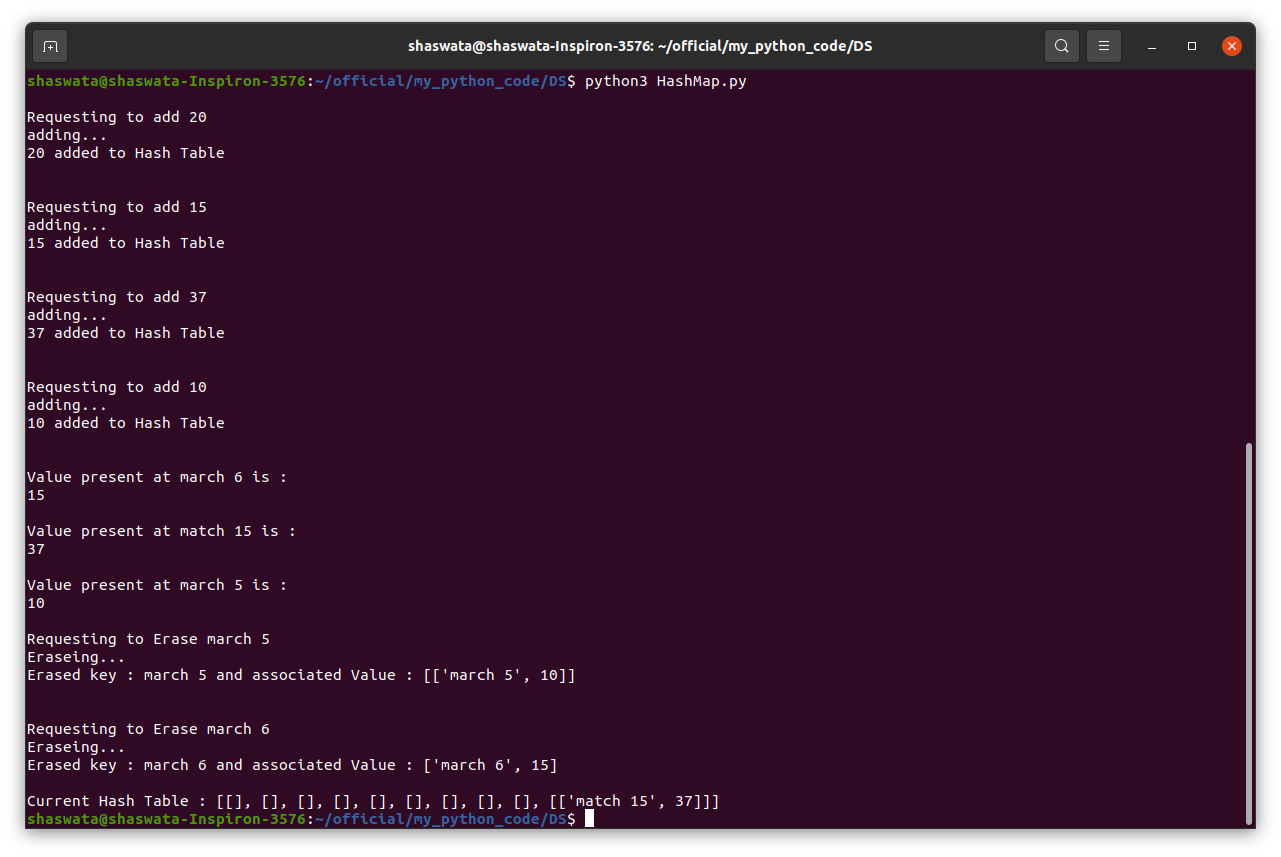 shaswata@shaswata-Inspiron-3576: ~/official/my_python_code/DS
shaswata@shaswata-Inspiron-3576:~/official/my_python_code/DS$ python3 HashMap.py
Requesting to add 20
adding...
20 added to Hash Table
Requesting to add 15
adding...
15 added to Hash Table
Requesting to add 37
adding...
37 added to Hash Table
Requesting to add 10
adding...
10 added to Hash Table
Value present at march 6 is :
15
Value present at match 15 is :
37
Value present at march 5 is :
10
Requesting to Erase march 5
Eraseing...
Erased key : march 5 and associated Value : [['march 5', 10]]
Requesting to Erase march 6
Eraseing...
Erased key : march 6 and associated Value : ['march 6', 15]
Current Hash Table : [[], [], [], [], [], [], [], [], [], [['match 15', 37]]]
shaswata@shaswata-Inspiron-3576:~/official/my_python_code/DS$